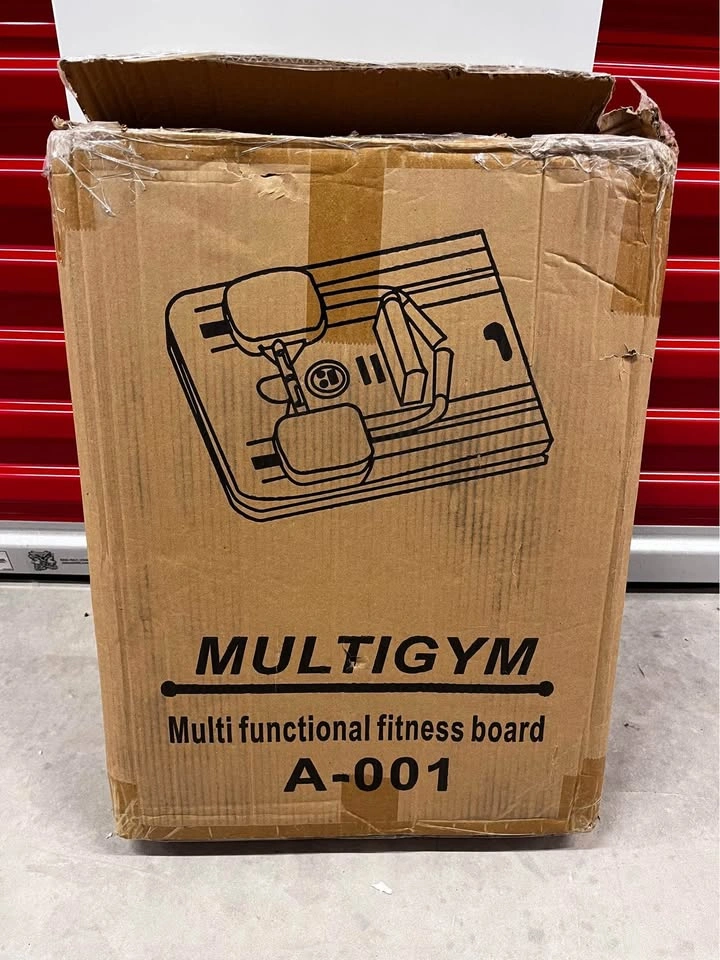 MULTIGYM
Multi functional fitness board
A-001